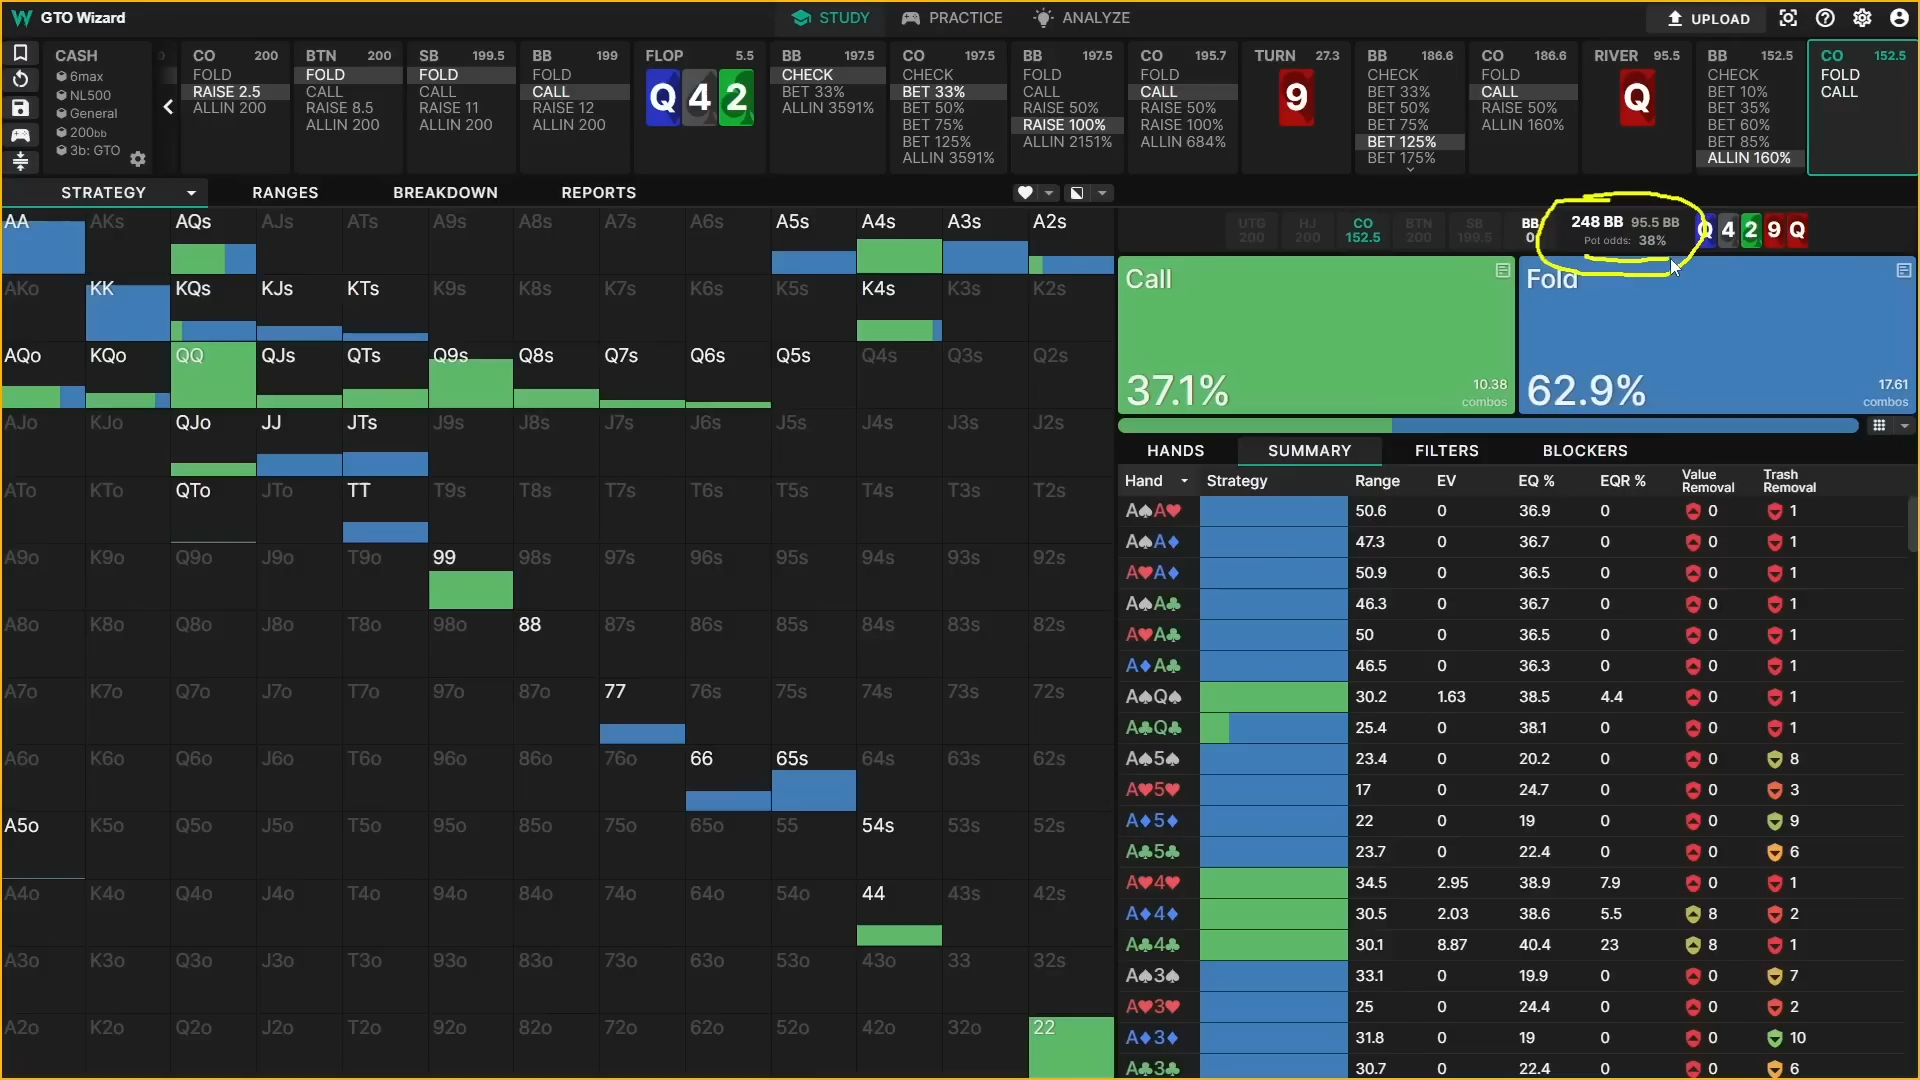 GTO Wizard
STUDY
PRACTICE
ANALYZE
UPLOAD
CASH
6max
NL500
General
200bb
3b: GTO
CO 200
FOLD
RAISE 2.5
ALLIN 200
BTN 200
FOLD
CALL
RAISE 8.5
ALLIN 200
SB 199.5
FOLD
CALL
RAISE 11
ALLIN 200
BB 199
FOLD
CALL
RAISE 12
ALLIN 200
FLOP 5.5
Q 4 2
BB 197.5
CHECK
BET 33%
ALLIN 3591%
CO 197.5
CHECK
BET 33%
BET 50%
BET 75%
BET 125%
ALLIN 3591%
BB 197.5
FOLD
CALL
RAISE 50%
RAISE 100%
ALLIN 2151%
CO 195.7
FOLD
CALL
RAISE 50%
RAISE 100%
ALLIN 684%
TURN 27.3
9
BB 186.6
CHECK
BET 33%
BET 50%
BET 75%
BET 125%
BET 175%
CO 186.6
FOLD
CALL
RAISE 50%
ALLIN 160%
RIVER 95.5
Q
BB 152.5
CHECK
BET 10%
BET 35%
BET 60%
BET 85%
ALLIN 160%
CO 152.5
FOLD
CALL
STRATEGY
RANGES
BREAKDOWN
REPORTS
AA AKs AQs AJs ATs A9s A8s A7s A6s A5s A4s A3s A2s
AKo KK KQs KJs KTs K9s K8s K7s K6s K5s K4s K3s K2s
AQo KQo QQ QJs QTs Q9s Q8s Q7s Q6s Q5s Q4s Q3s Q2s
AJo KJo QJo JJ JTs J9s J8s J7s J6s J5s J4s J3s J2s
ATo KTo QTo JTo TT T9s T8s T7s T6s T5s T4s T3s T2s
A9o K9o Q9o J9o T9o 99 98s 97s 96s 95s 94s 93s 92s
A8o K8o Q8o J8o T8o 98o 88 87s 86s 85s 84s 83s 82s
A7o K7o Q7o J7o T7o 97o 87o 77 76s 75s 74s 73s 72s
A6o K6o Q6o J6o T6o 96o 86o 76o 66 65s 64s 63s 62s
A5o K5o Q5o J5o T5o 95o 85o 75o 65o 55 54s 53s 52s
A4o K4o Q4o J4o T4o 94o 84o 74o 64o 54o 44 43s 42s
A3o K3o Q3o J3o T3o 93o 83o 73o 63o 53o 43o 33 32s
A2o K2o Q2o J2o T2o 92o 82o 72o 62o 52o 42o 32o 22
UTG 200
HJ 200
CO 152.5
BTN 200
SB 199.5
BB 0
248 BB 95.5 BB
Pot odds: 38%
Q 4 2 9 Q
Call
37.1%
10.38 combos
Fold
62.9%
17.61 combos
HANDS
SUMMARY
FILTERS
BLOCKERS
Hand Strategy Range EV EQ % EQR % Value Removal Trash Removal
A♠A♥ 50.6 0 36.9 0 0 1
A♠A♦ 47.3 0 36.7 0 0 1
A♥A♦ 50.9 0 36.5 0 0 1
A♠A♣ 46.3 0 36.7 0 0 1
A♥A♣ 50 0 36.5 0 0 1
A♦A♣ 46.5 0 36.3 0 0 1
A♠Q♠ 30.2 1.63 38.5 4.4 0 1
A♣Q♣ 25.4 0 38.1 0 0 1
A♠5♠ 23.4 0 20.2 0 0 8
A♥5♥ 17 0 24.7 0 0 3
A♦5♦ 22 0 19 0 0 9
A♣5♣ 23.7 0 22.4 0 0 6
A♥4♥ 34.5 2.95 38.9 7.9 0 1
A♦4♦ 30.5 2.03 38.6 5.5 8 2
A♣4♣ 30.1 8.87 40.4 23 8 1
A♠3♠ 33.1 0 19.9 0 0 7
A♥3♥ 25 0 24.4 0 0 2
A♦3♦ 31.8 0 19 0 0 10
A♣3♣ 30.7 0 22.4 0 0 6